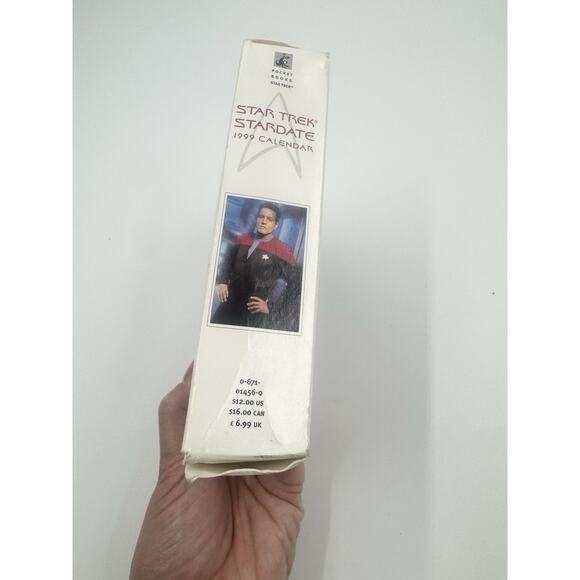 POCKET
BOOKS
STAR TREK®
STAR TREK®
STARDATE
1999 CALENDAR
0-671-
01456-0
$12.00 US
$16.00 CAN
£ 6.99 UK